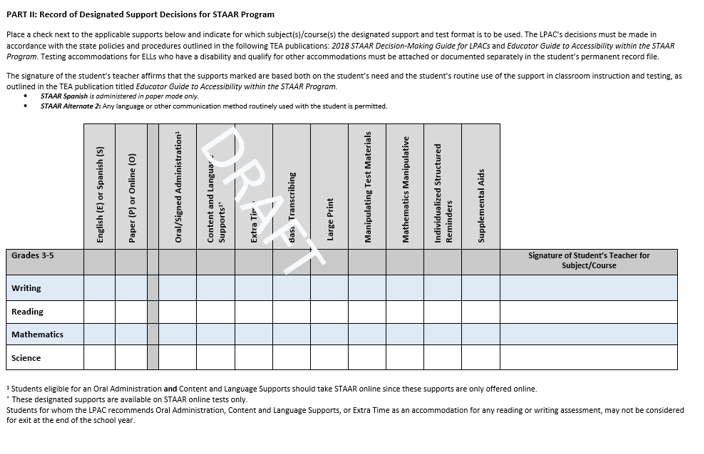 PART II: Record of Designated Support Decisions for STAAR Program
Place a check next to the applicable supports below and indicate for which subject(s)/course(s) the designated support and test format is to be used. The LPAC's decisions must be made in
accordance with the state policies and procedures outlined in the following TEA publications: 2018 STAAR Decision-Making Guide for LPACs and Educator Guide to Accessibility within the STAAR
Program. Testing accommodations for ELLs who have a disability and qualify for other accommodations must be attached or documented separately in the student's permanent record file.
The signature of the student's teacher affirms that the supports marked are based both on the student's need and the student's routine use of the support in classroom instruction and testing, as
outlined in the TEA publication titled Educator Guide to Accessibility within the STAAR Program.
• STAAR Spanish is administered in paper mode only.
• STAAR Alternate 2: Any language or other communication method routinely used with the student is permitted.
English (E) or Spanish (S)
Paper (P) or Online (O)
Oral/Signed Administration¹
Content and Language
Supports¹*
Extra Time
Basic Transcribing
Large Print
Manipulating Test Materials
Mathematics Manipulative
Individualized Structured
Reminders
Supplemental Aids
DRAFT
Grades 3-5
Signature of Student's Teacher for
Subject/Course
Writing
Reading
Mathematics
Science
¹ Students eligible for an Oral Administration and Content and Language Supports should take STAAR online since these supports are only offered online.
* These designated supports are available on STAAR online tests only.
Students for whom the LPAC recommends Oral Administration, Content and Language Supports, or Extra Time as an accommodation for any reading or writing assessment, may not be considered
for exit at the end of the school year.